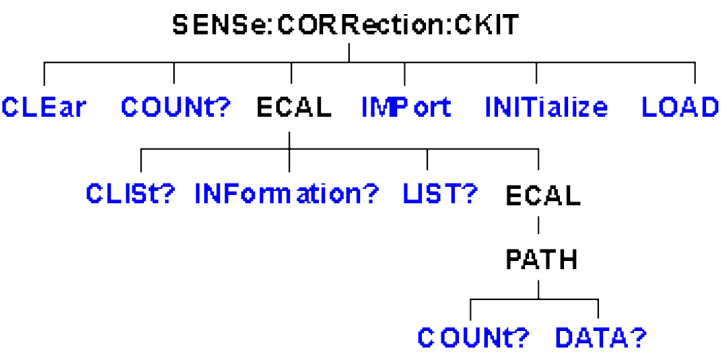 SENSe:CORRection:CKIT
CLEar COUNt? ECAL IMPort INITialize LOAD
CLISt? INFormation? LIST? ECAL
PATH
COUNt? DATA?